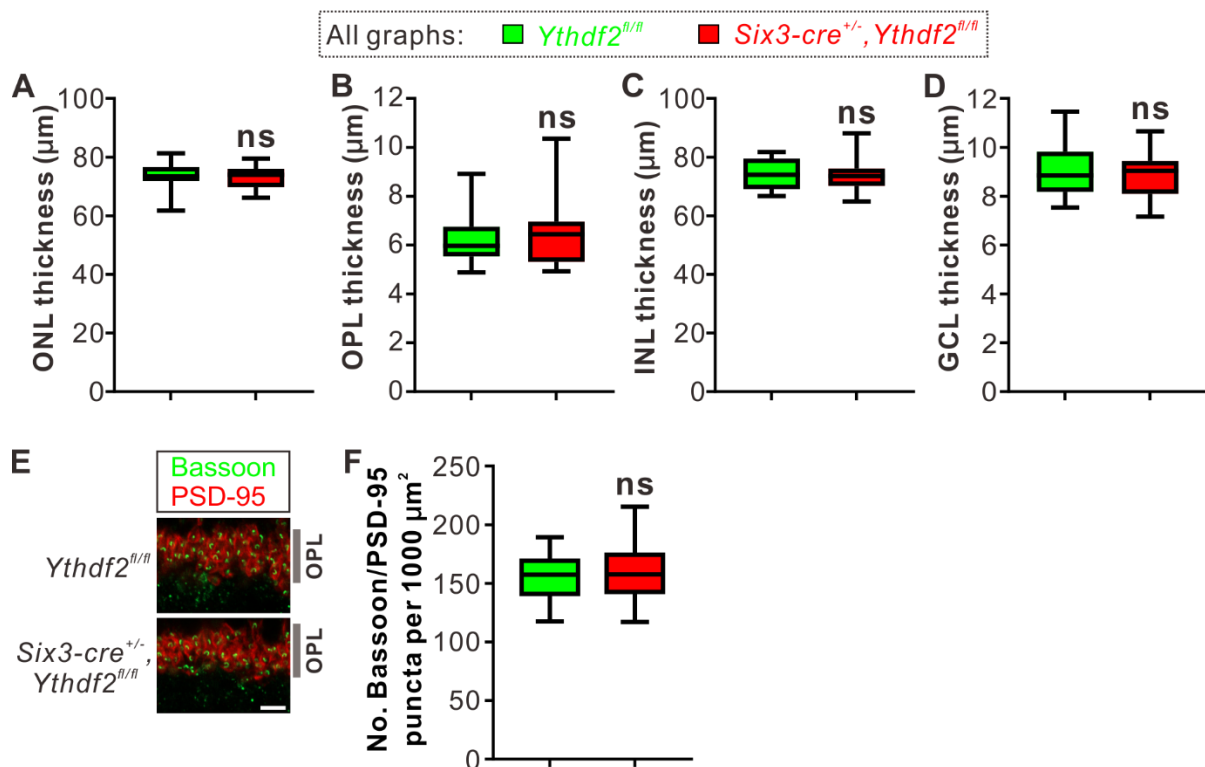 All graphs: Ythdf2fl/fl Six3-cre+/-, Ythdf2fl/fl
A B C D
ONL thickness (μm)
100
80
60
40
20
0
ns
OPL thickness (μm)
12
10
8
6
4
2
0
ns
INL thickness (μm)
100
80
60
40
20
0
ns
GCL thickness (μm)
12
10
8
6
4
2
0
ns
E
Bassoon
PSD-95
Ythdf2fl/fl
OPL
Six3-cre+/-,
Ythdf2fl/fl
OPL
F
No. Bassoon/PSD-95
puncta per 1000 μm²
250
200
150
100
50
0
ns